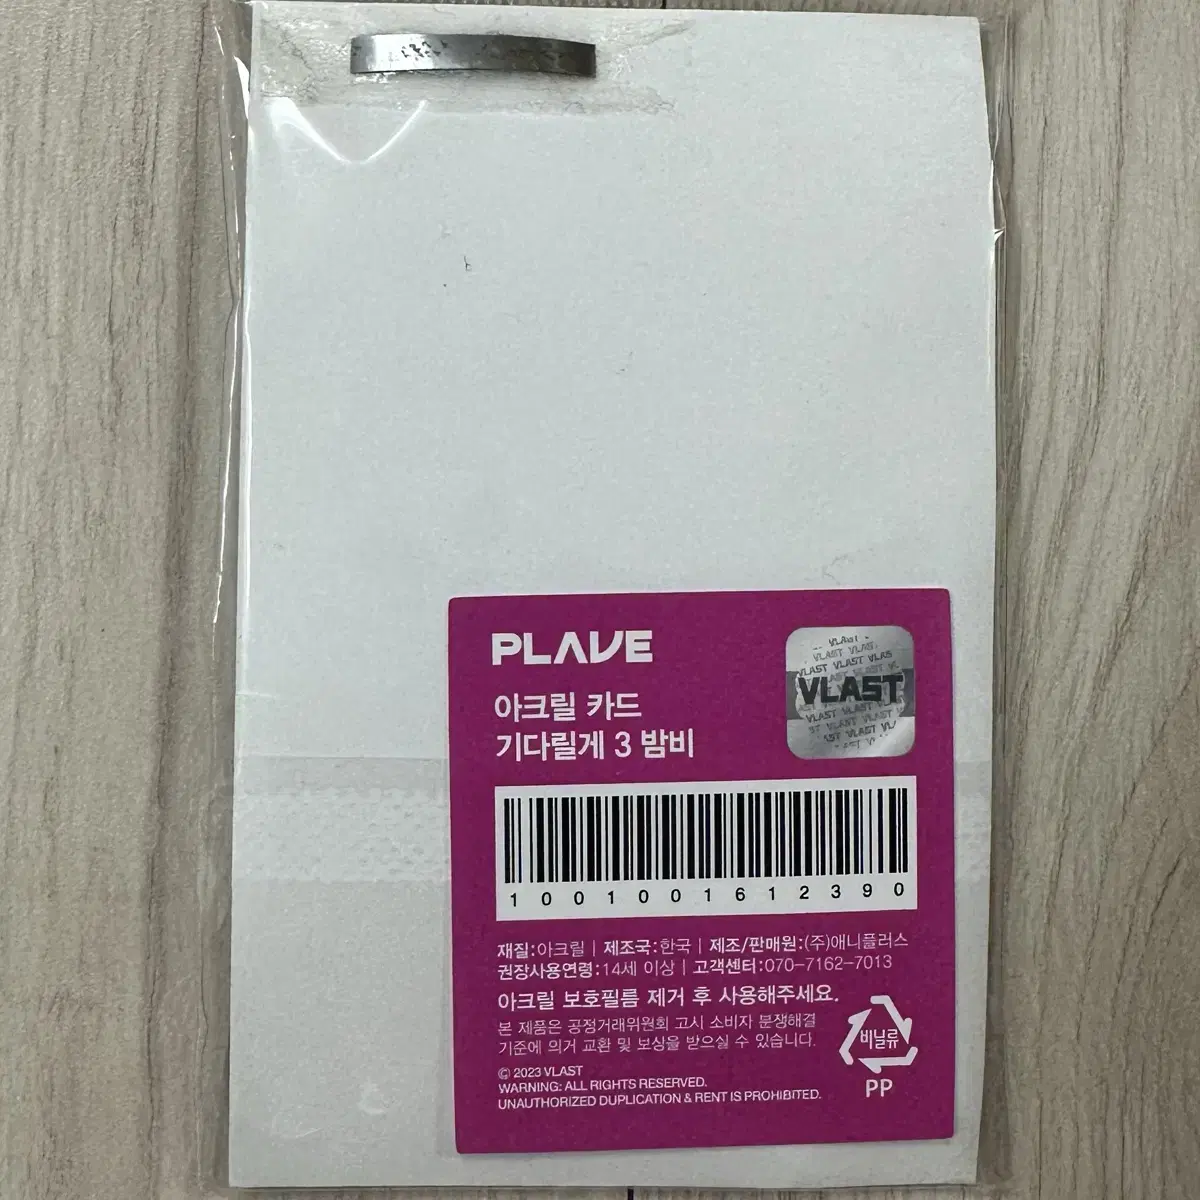 PLAVE
아크릴 카드
기다릴게 3 밤비
VLAST
1001001612390
재질:아크릴 | 제조국:한국 | 제조/판매원:(주)애니플러스
권장사용연령:14세 이상 | 고객센터:070-7162-7013
아크릴 보호필름 제거 후 사용해주세요.
본 제품은 공정거래위원회 고시 소비자 분쟁해결
기준에 의거 교환 및 보상을 받으실 수 있습니다.
비닐류
PP
© 2023 VLAST
WARNING: ALL RIGHTS RESERVED.
UNAUTHORIZED DUPLICATION & RENT IS PROHIBITED.